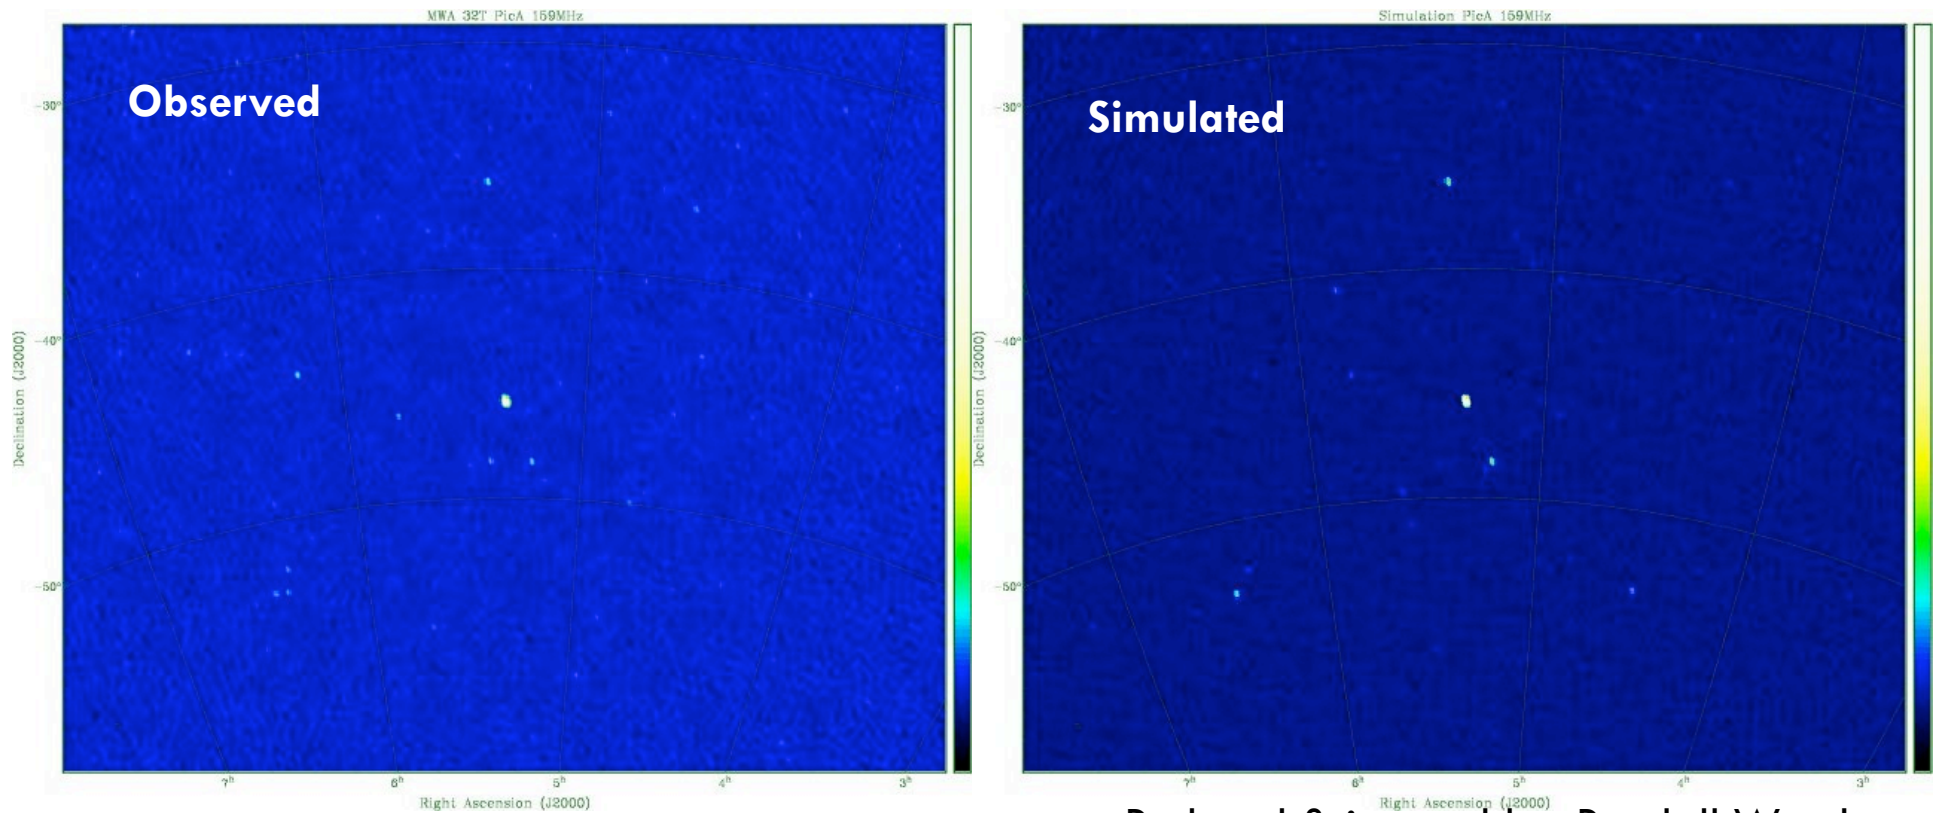 MWA 32T PicA 159MHz
Observed
-30°
-40°
-50°
Declination (J2000)
7h
6h
5h
4h
3h
Right Ascension (J2000)
Simulation PicA 159MHz
Simulated
-30°
-40°
-50°
Declination (J2000)
7h
6h
5h
4h
3h
Right Ascension (J2000)